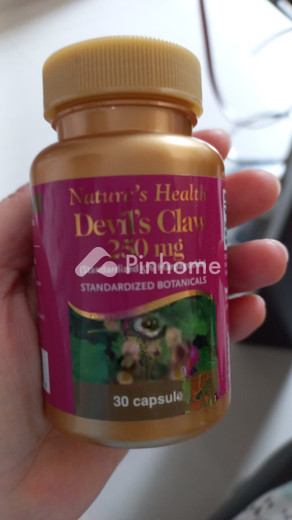 Nature's Health
Devil's Claw
250 mg
Pinhome
STANDARDIZED BOTANICALS
30 capsule